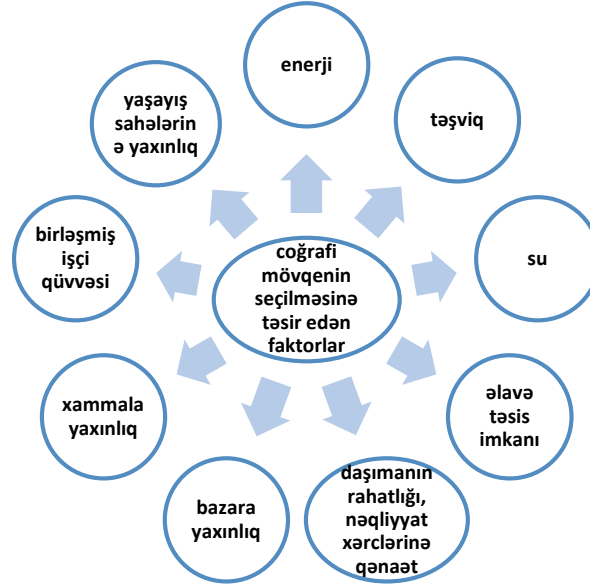 enerji
təşviq
su
əlavə
təsis
imkanı
daşımanın
rahatlığı,
nəqliyyat
xərclərinə
qənaət
bazara
yaxınlıq
xammala
yaxınlıq
birləşmiş
işçi
qüvvəsi
yaşayış
sahələrin
ə yaxınlıq
coğrafi
mövqenin
seçilməsinə
təsir edən
faktorlar